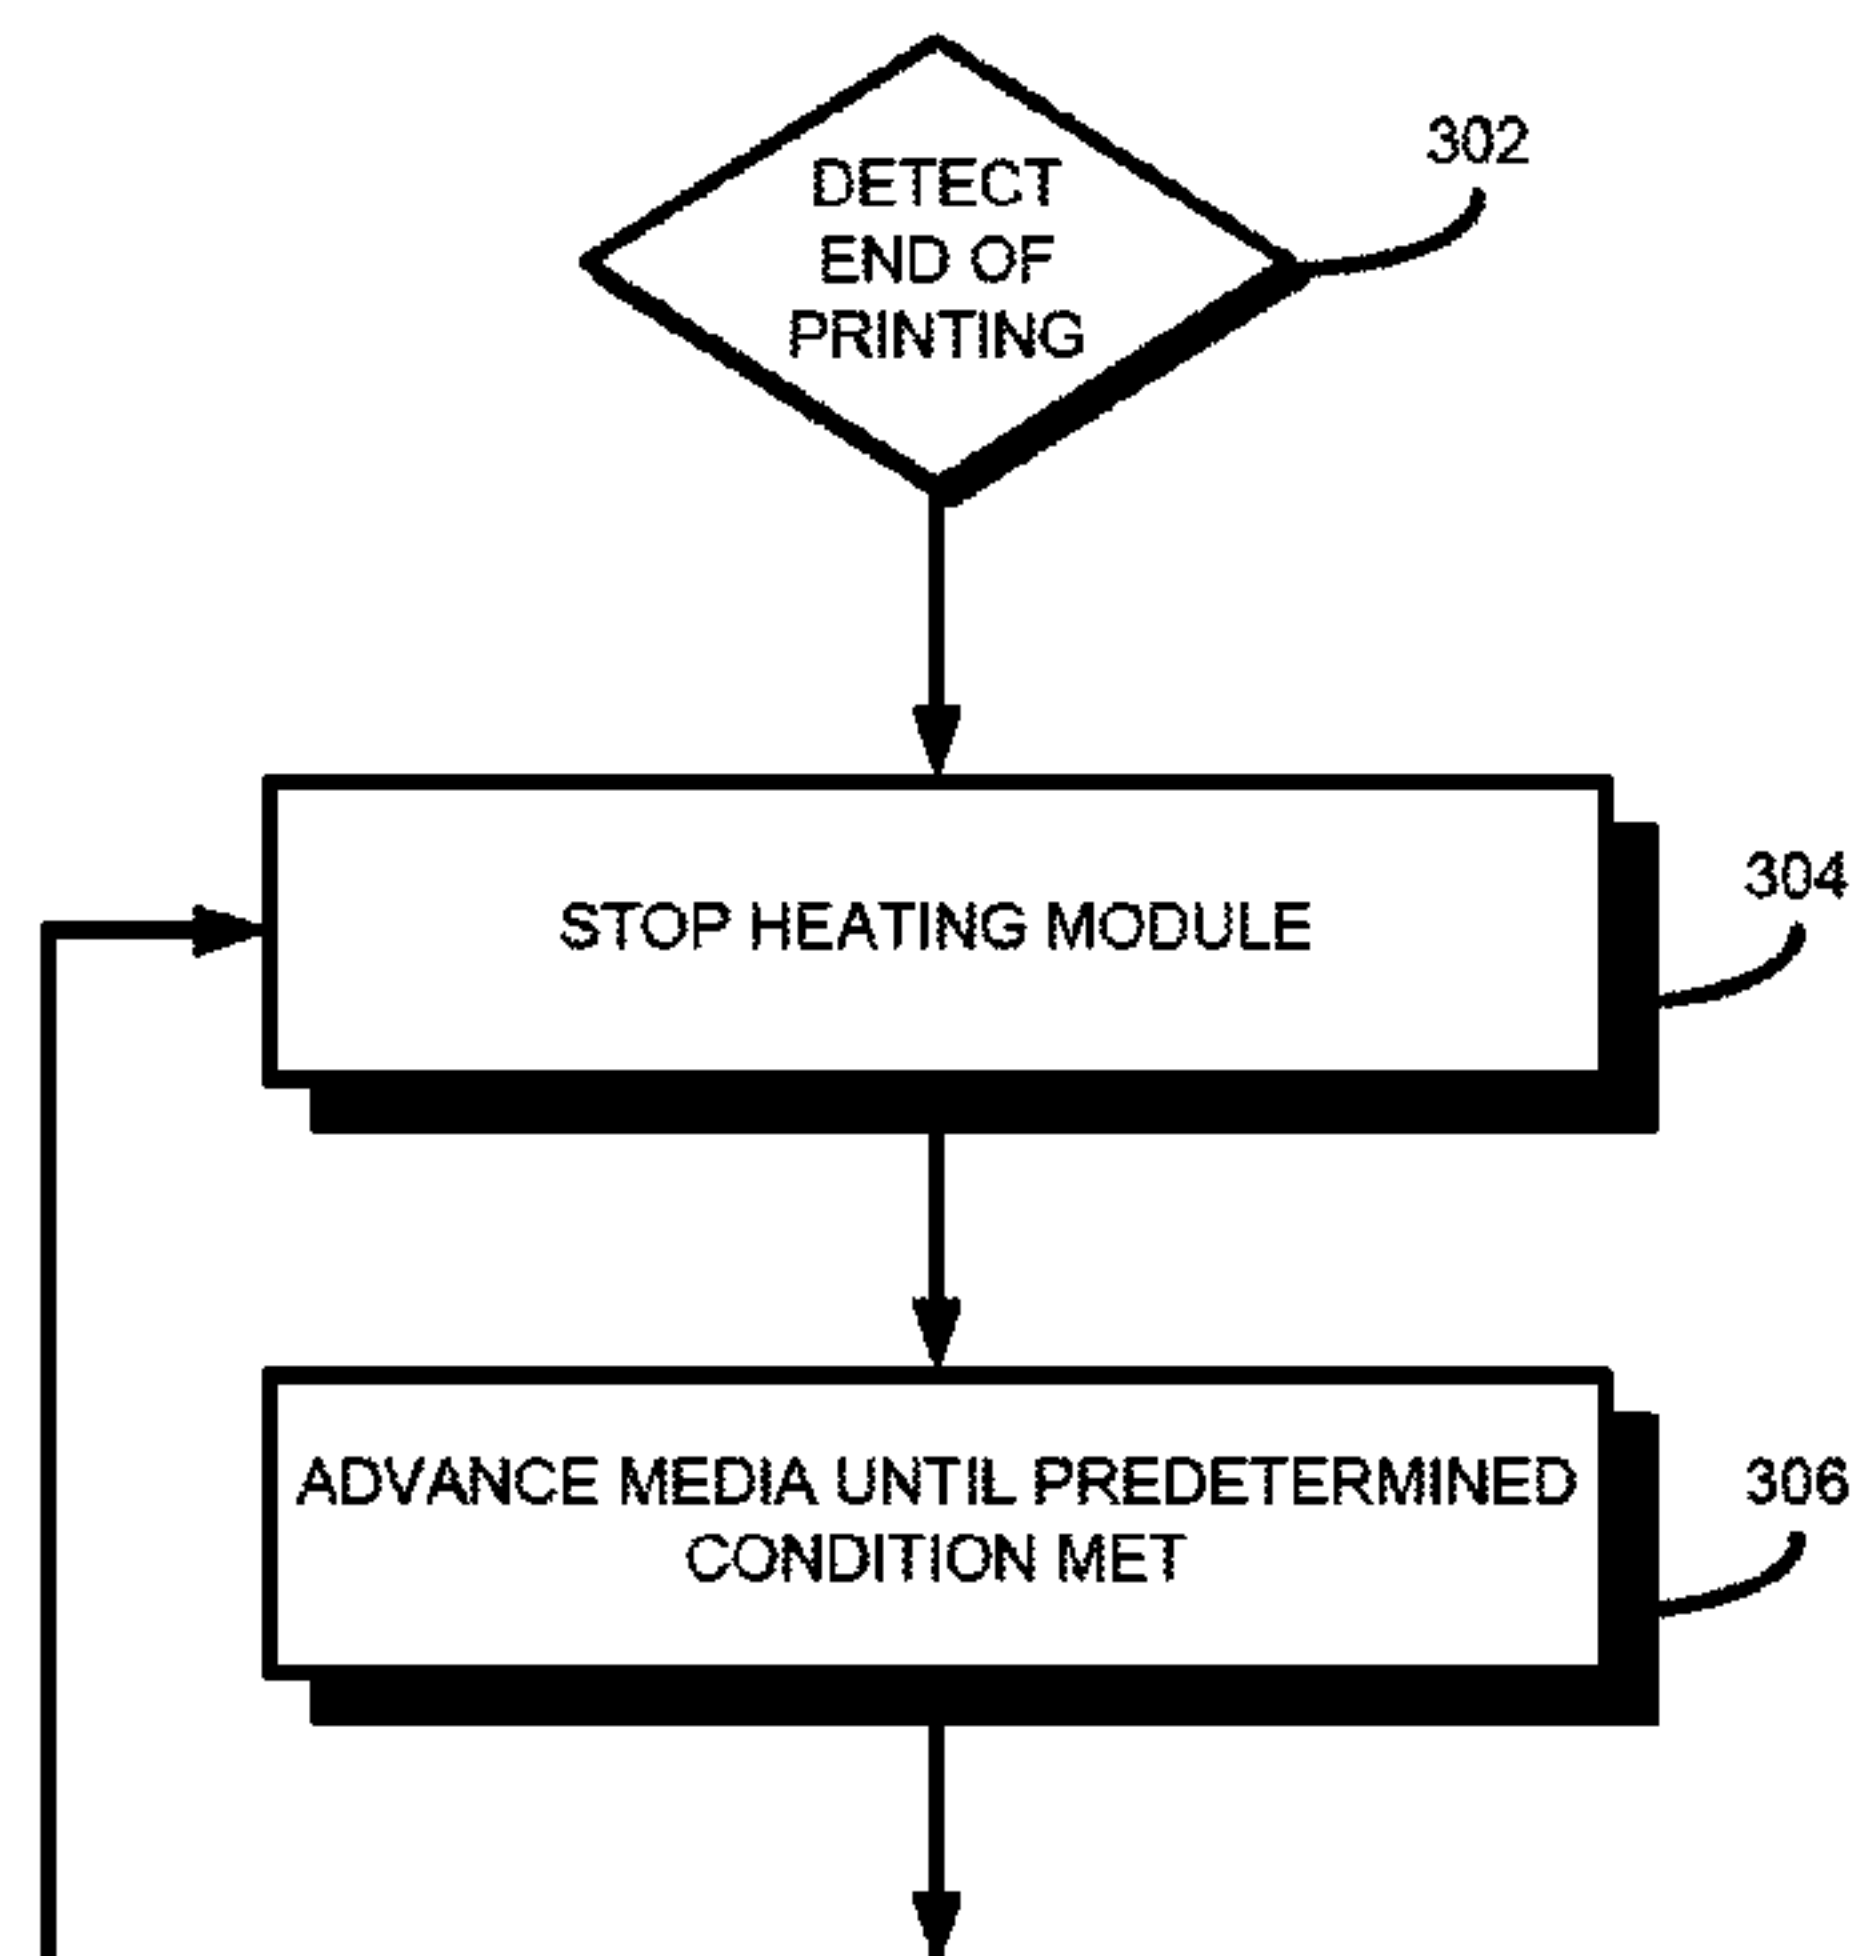 DETECT
END OF
PRINTING
302
STOP HEATING MODULE
304
ADVANCE MEDIA UNTIL PREDETERMINED
CONDITION MET
306